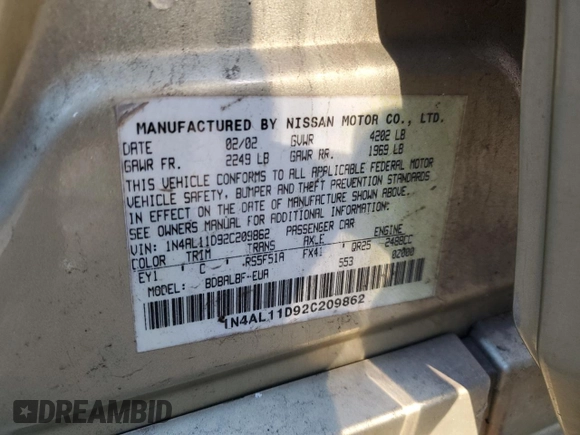 MANUFACTURED BY NISSAN MOTOR CO., LTD.
DATE 02/02 GVWR 4202 LB
GAWR FR. 2249 LB GAWR RR. 1969 LB
THIS VEHICLE CONFORMS TO ALL APPLICABLE FEDERAL MOTOR
VEHICLE SAFETY, BUMPER AND THEFT PREVENTION STANDARDS
IN EFFECT ON THE DATE OF MANUFACTURE SHOWN ABOVE.
SEE OWNERS MANUAL FOR ADDITIONAL INFORMATION.
VIN: 1N4AL11D92C209862 PASSENGER CAR
COLOR TRIM TRANS AXLE ENGINE
EY1 C RS5F51A FX41 QR25 2488CC
553 02000
MODEL: BDBALBF-EUA
1N4AL11D92C209862
DREAMBID